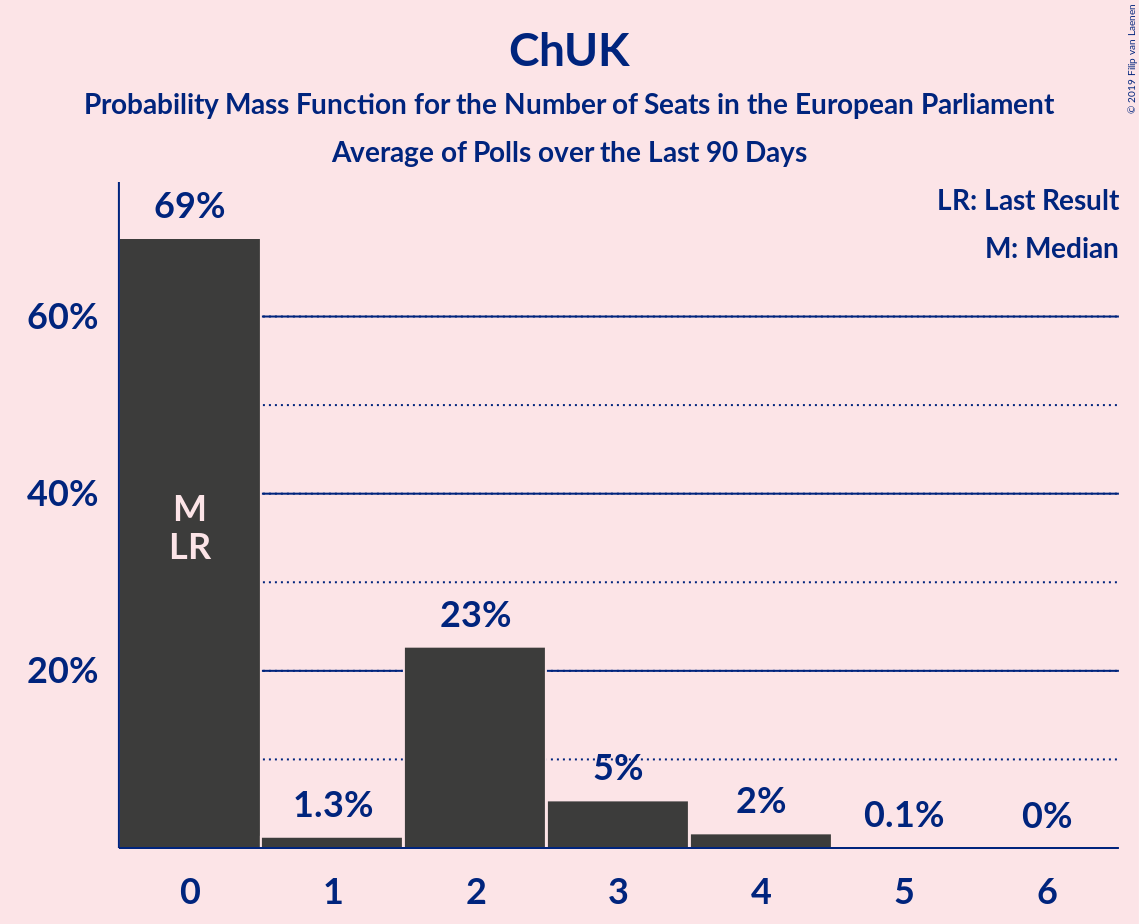 ChUK
Probability Mass Function for the Number of Seats in the European Parliament
Average of Polls over the Last 90 Days
© 2019 Filip van Laenen
LR: Last Result
M: Median
69%
60%
40%
M
LR
23%
20%
5%
1.3%
2%
0.1%
0%
0 1 2 3 4 5 6